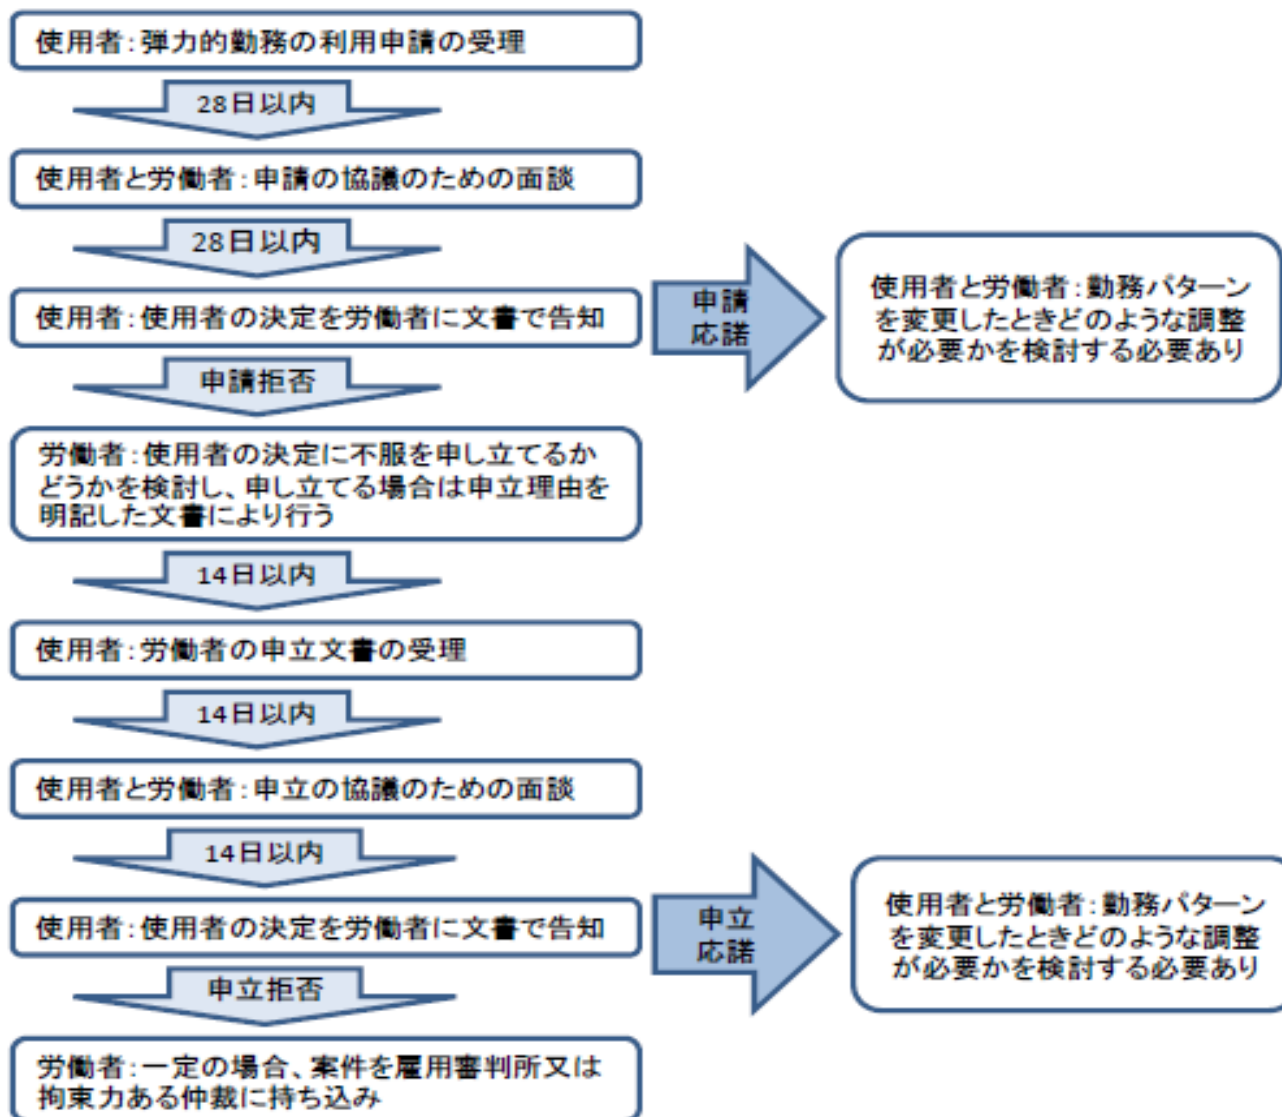 使用者:弾力的勤務の利用申請の受理
28日以内
使用者と労働者:申請の協議のための面談
28日以内
使用者:使用者の決定を労働者に文書で告知
申請
応諾
使用者と労働者:勤務パターン
を変更したときどのような調整
が必要かを検討する必要あり
申請拒否
労働者:使用者の決定に不服を申し立てるか
どうかを検討し、申し立てる場合は申立理由を
明記した文書により行う
14日以内
使用者:労働者の申立文書の受理
14日以内
使用者と労働者:申立の協議のための面談
14日以内
使用者:使用者の決定を労働者に文書で告知
申立
応諾
使用者と労働者:勤務パターン
を変更したときどのような調整
が必要かを検討する必要あり
申立拒否
労働者:一定の場合、案件を雇用審判所又は
拘束力ある仲裁に持ち込み